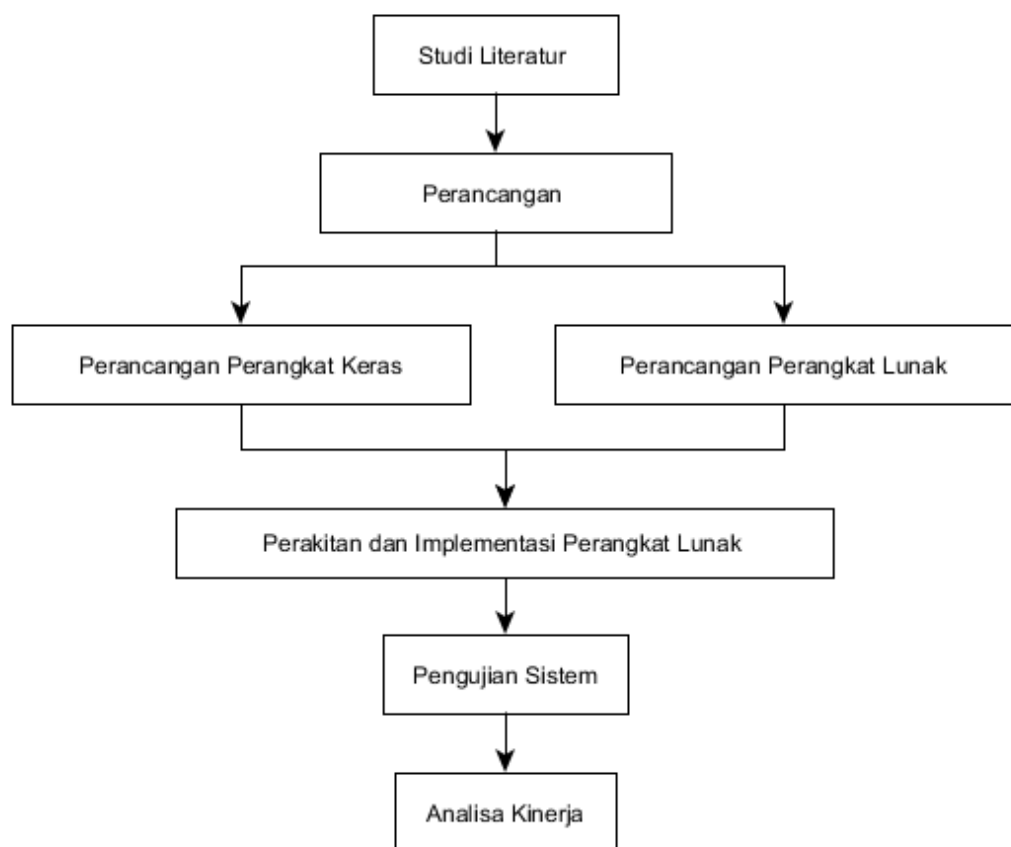 Studi Literatur
Perancangan
Perancangan Perangkat Keras
Perancangan Perangkat Lunak
Perakitan dan Implementasi Perangkat Lunak
Pengujian Sistem
Analisa Kinerja